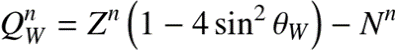 Q_W^n = Z^n (1 − 4 sin² θ_W) − N^n